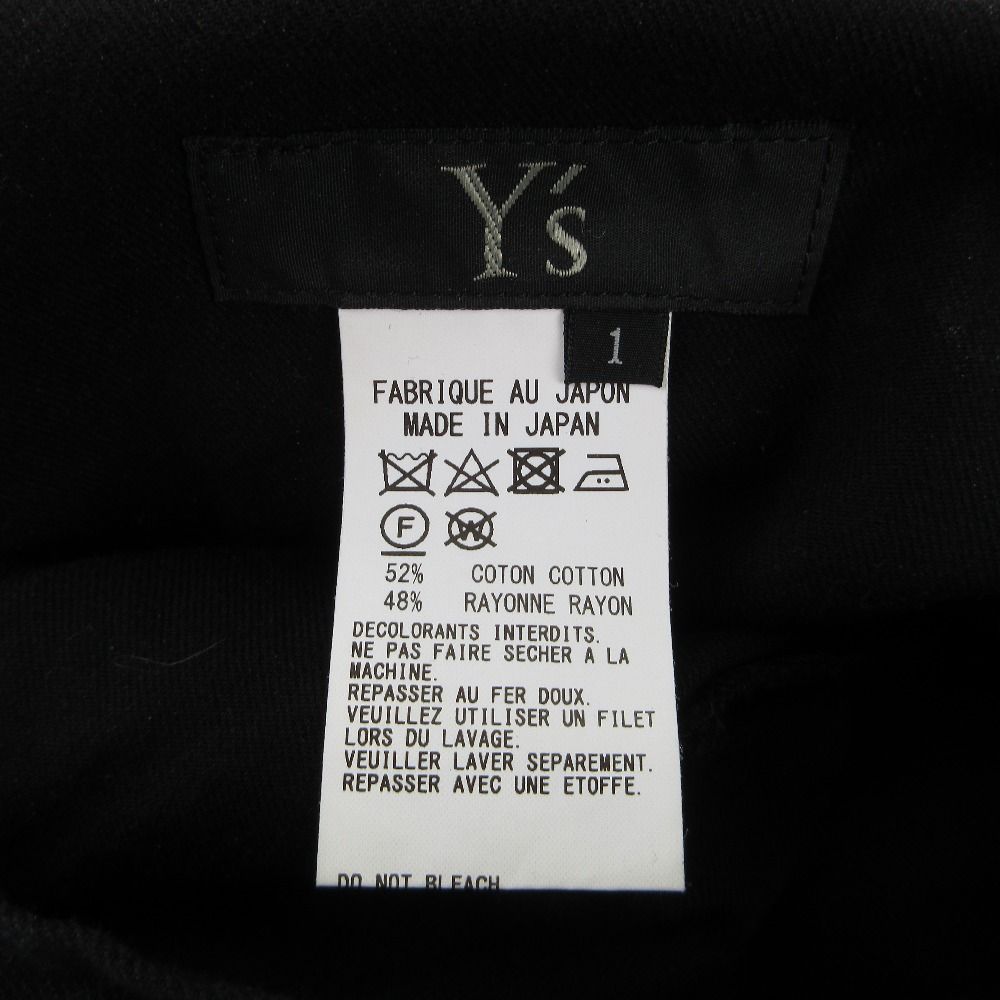 Y's
1
FABRIQUE AU JAPON
MADE IN JAPAN
F W
52% COTON COTTON
48% RAYONNE RAYON
DECOLORANTS INTERDITS.
NE PAS FAIRE SECHER A LA
MACHINE.
REPASSER AU FER DOUX.
VEUILLEZ UTILISER UN FILET
LORS DU LAVAGE.
VEUILLER LAVER SEPAREMENT.
REPASSER AVEC UNE ETOFFE.
DO NOT BLEACH